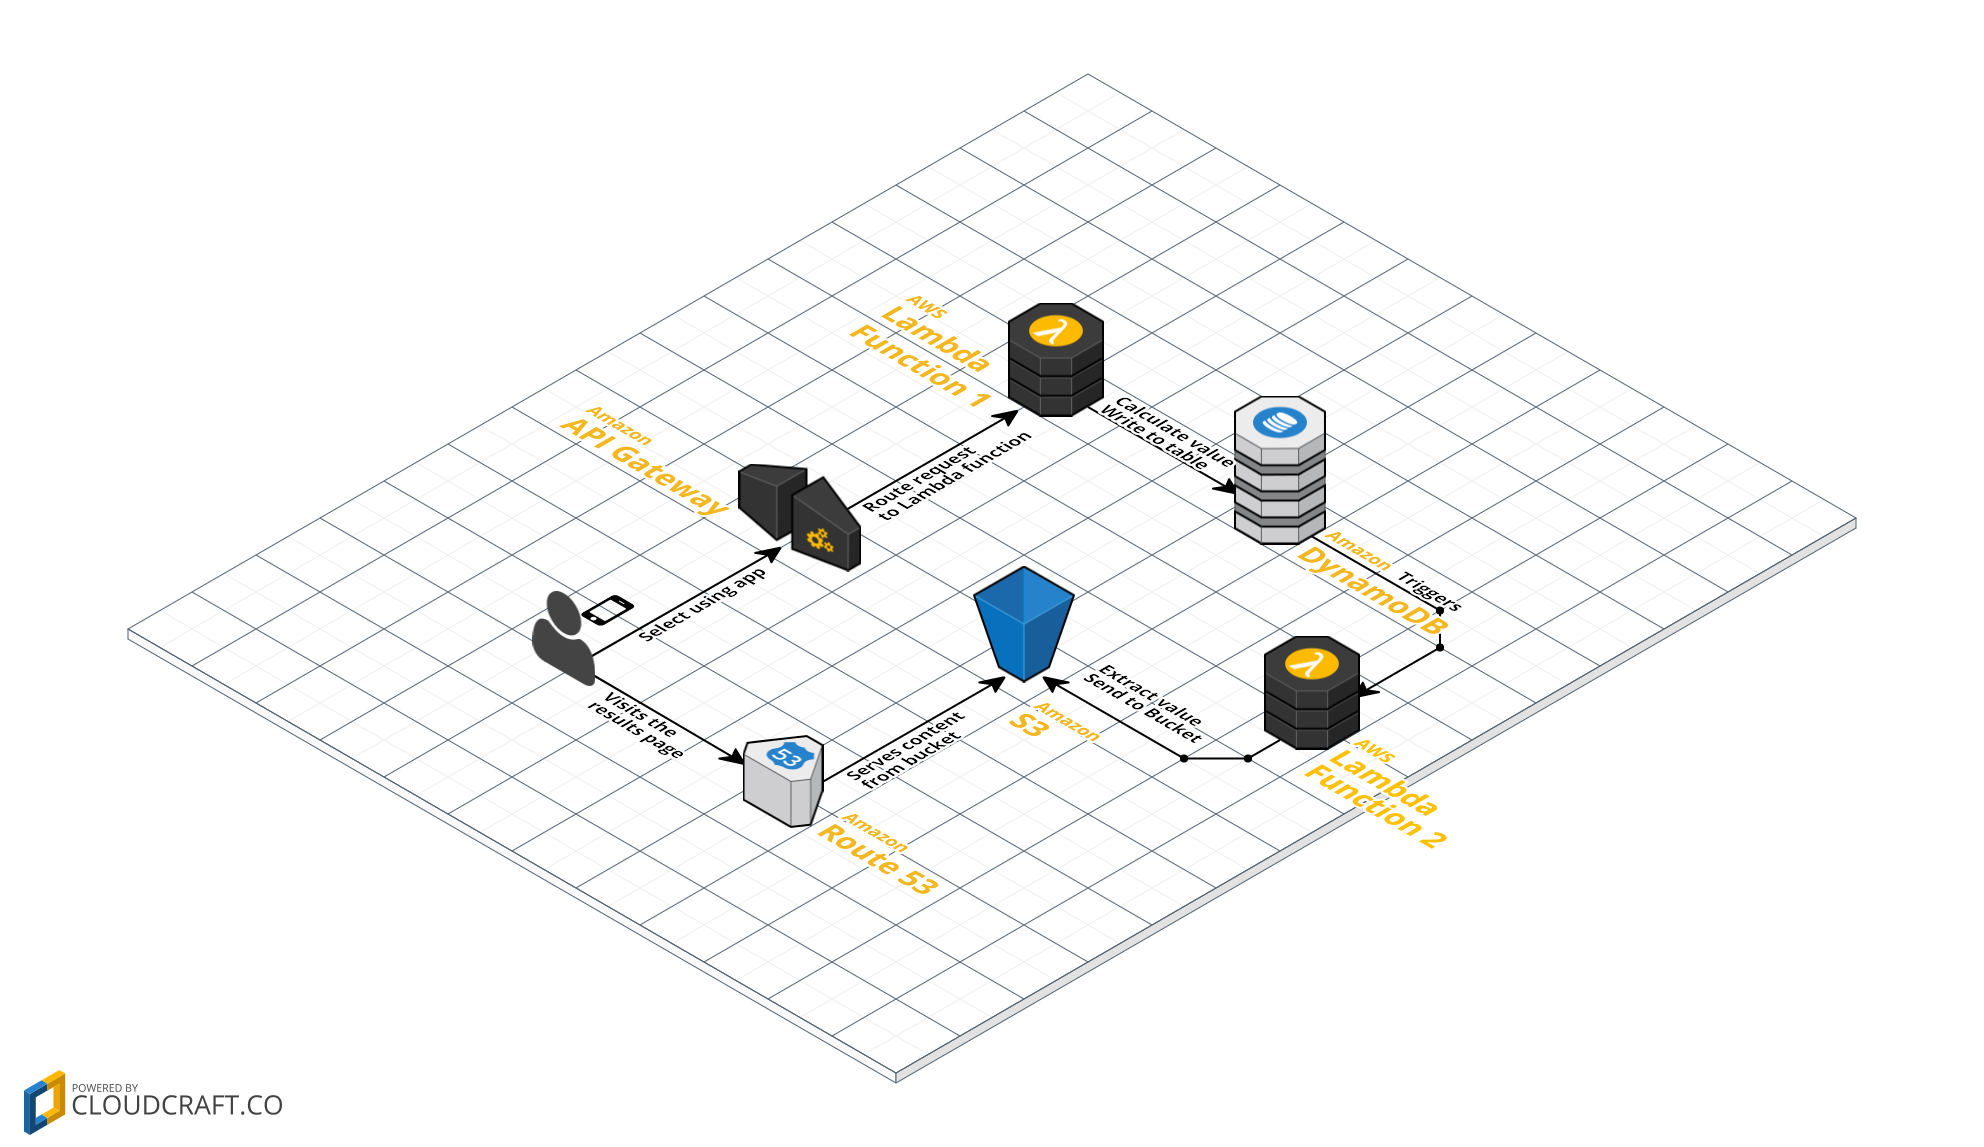 Aws
Lambda
Function 1
Amazon
API Gateway
Route request
to Lambda function
Calculate value
Write to table
Amazon
DynamoDB
Triggers
Select using app
Visits the
results page
53
Amazon
Route 53
Serves content
from bucket
Amazon
S3
Extract value
Send to Bucket
Aws
Lambda
Function 2
POWERED BY
CLOUDCRAFT.CO